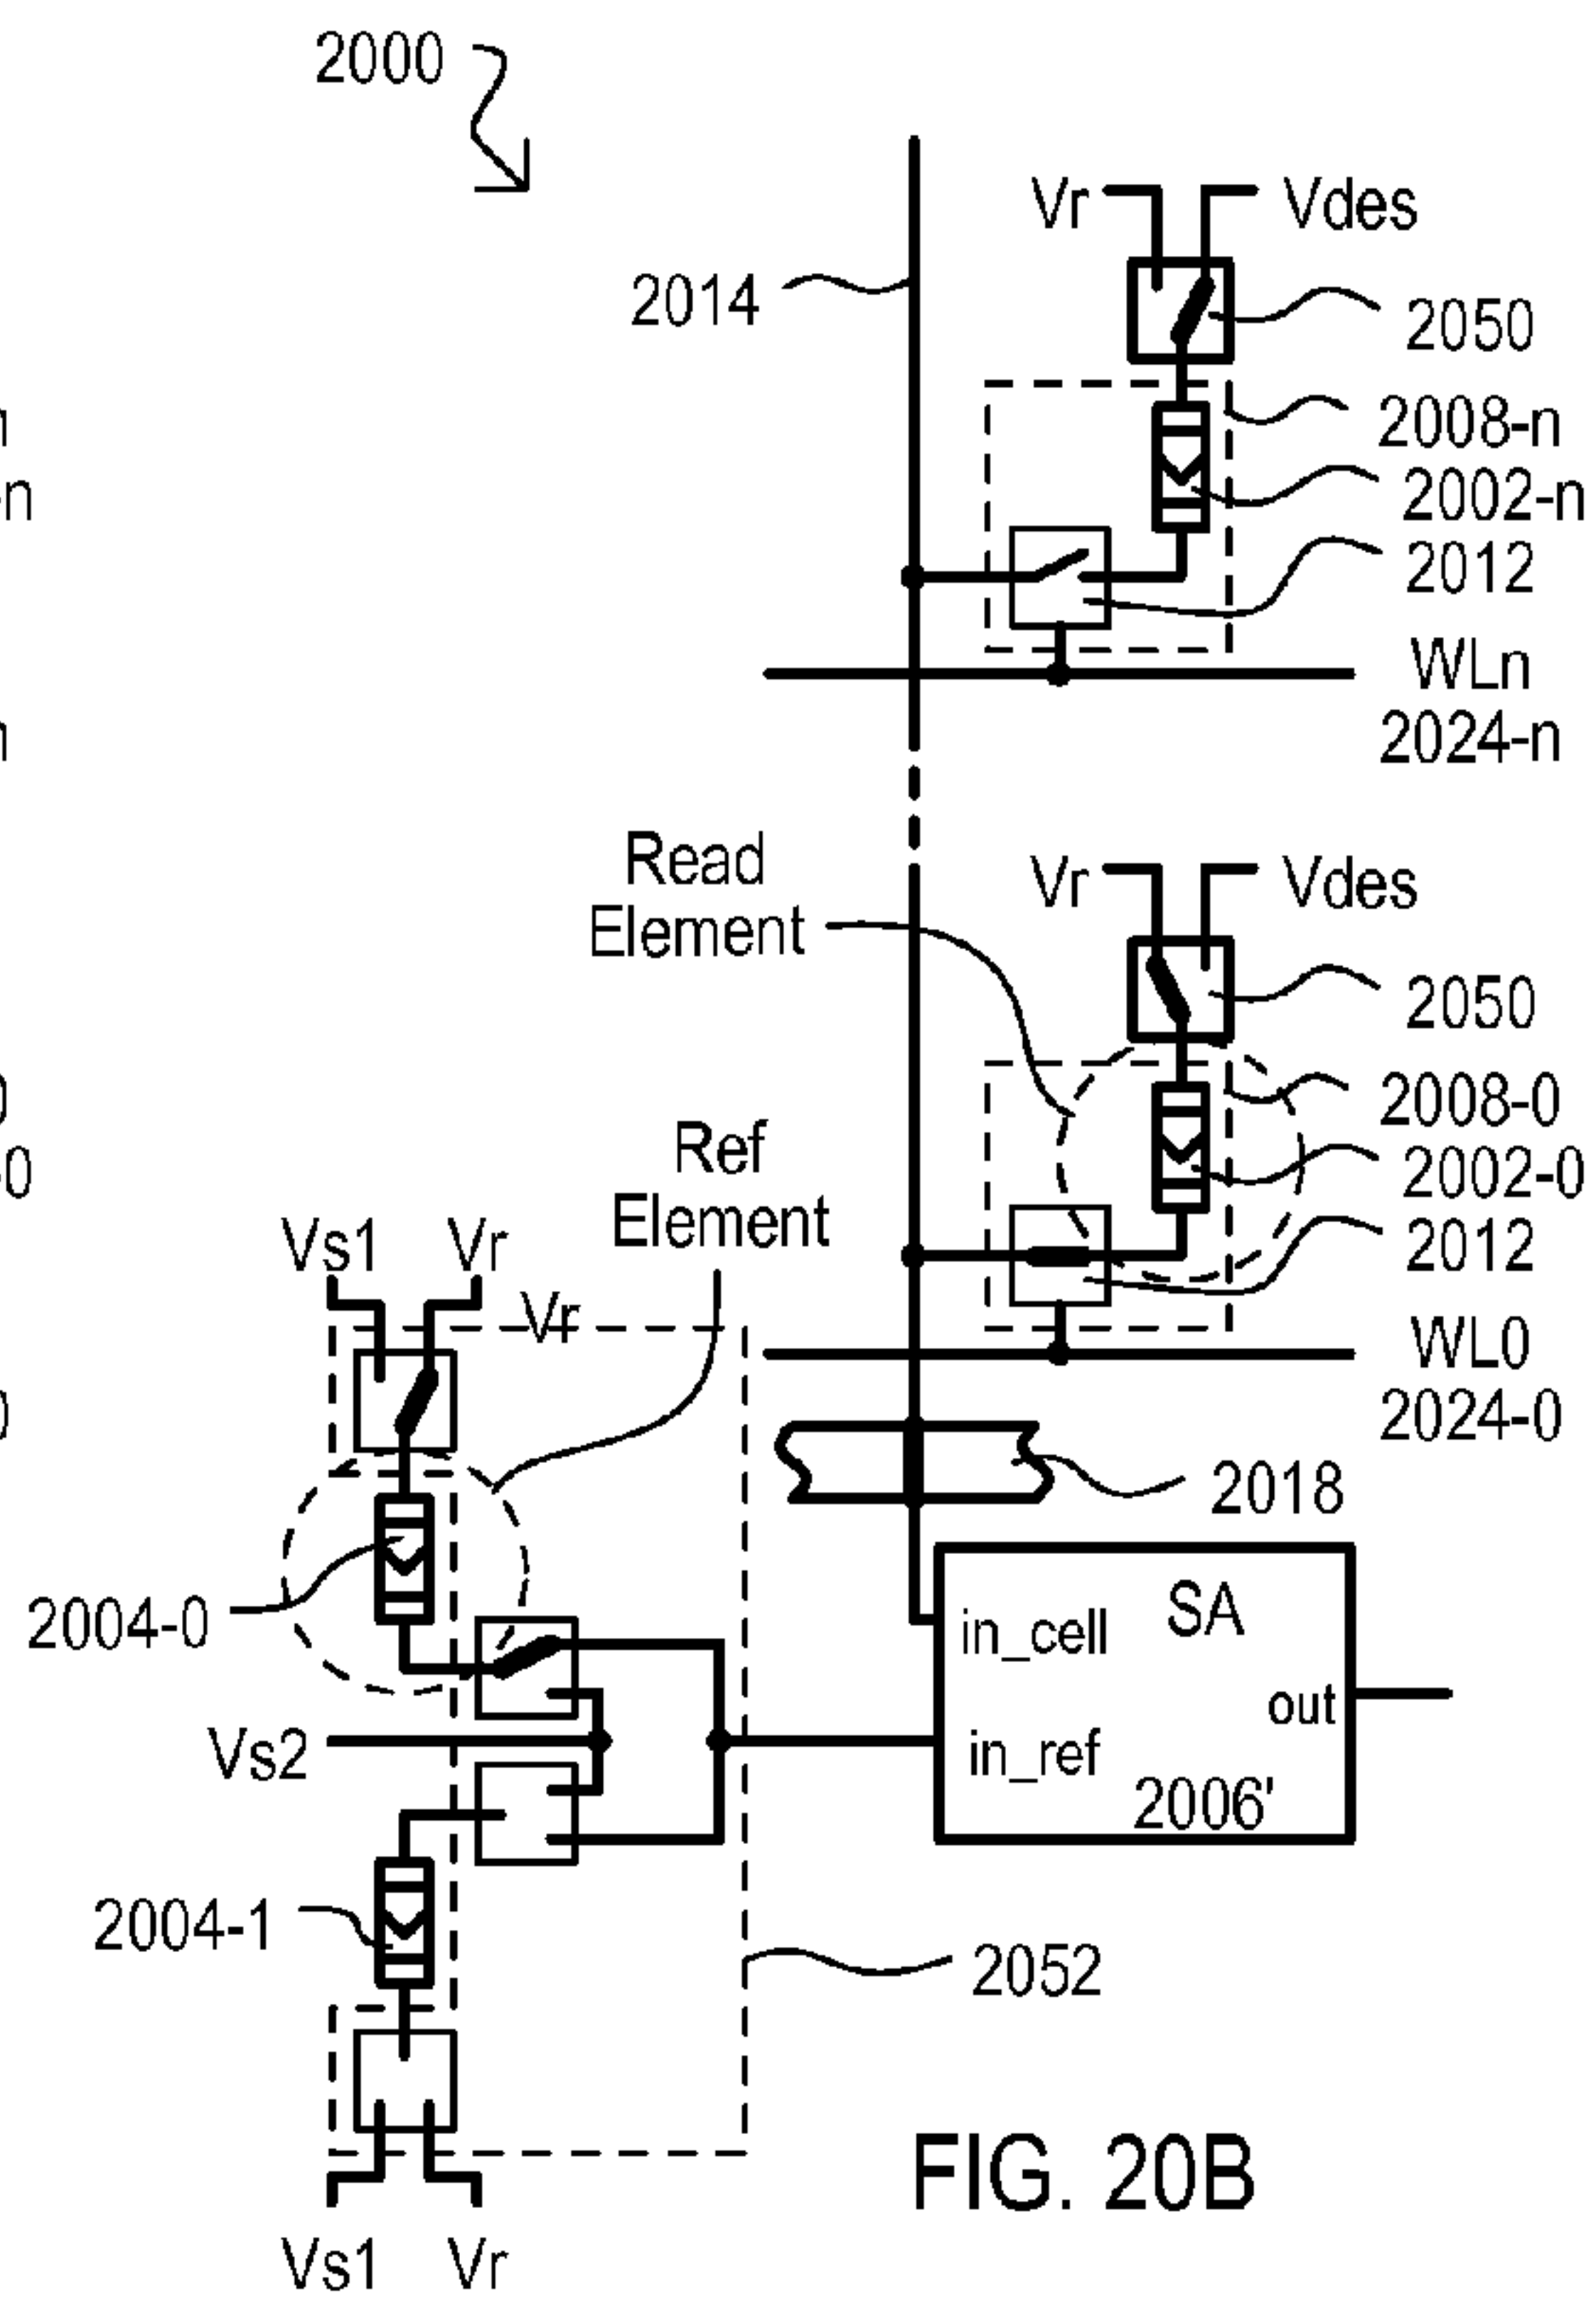 2000
Vr
Vdes
2014
2050
2008-n
n
2002-n
-n
2012
WLn
2024-n
n
Read
Element
Vr
Vdes
2050
2008-0
2002-0
-0
2012
Ref
Element
Vs1
Vr
Vr
WL0
2024-0
2018
2004-0
in_cell
SA
out
Vs2
in_ref
2006'
2004-1
2052
FIG. 20B
Vs1
Vr